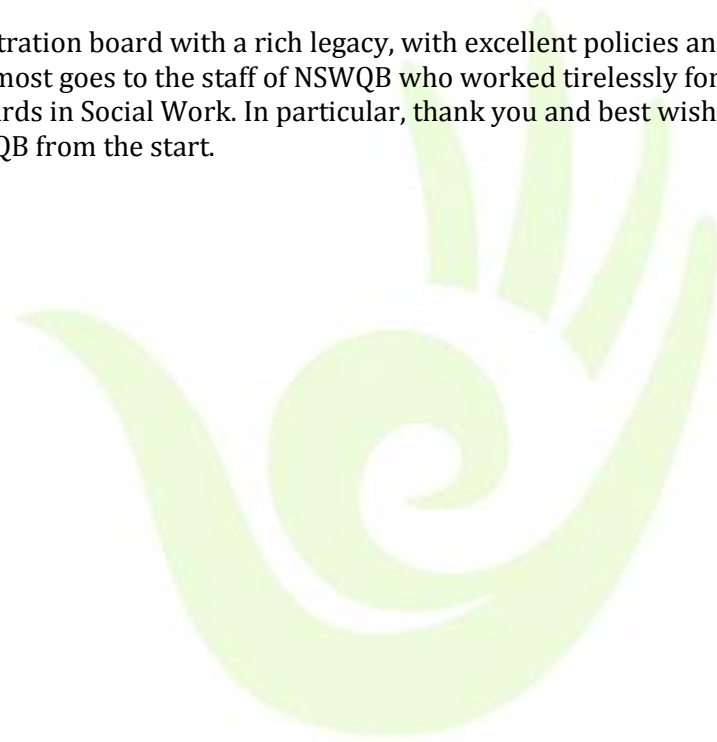 tration board with a rich legacy, with excellent policies an
most goes to the staff of NSWQB who worked tirelessly for
rds in Social Work. In particular, thank you and best wish
QB from the start.